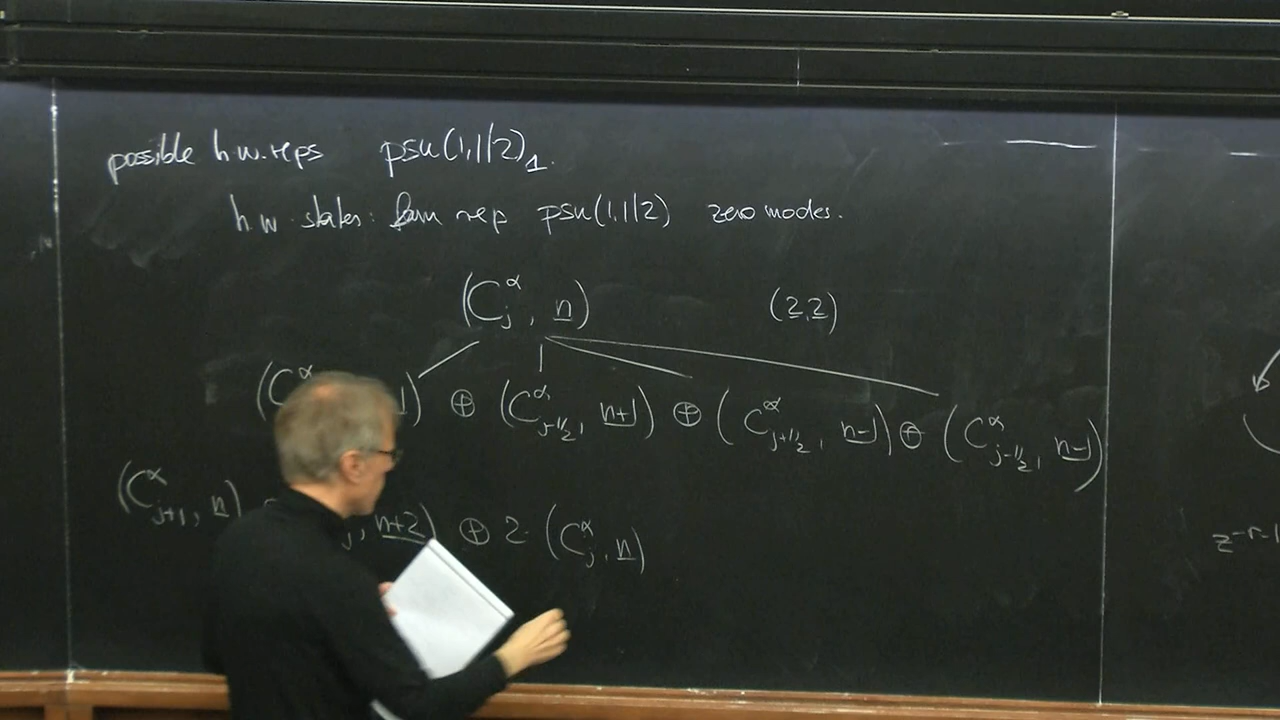 possible h.w. reps psu(1,1|2)_1.
h.w. states: form rep psu(1,1|2) zero modes.
(C^α_j, n) (2,2)
(C^α 1) ⊕ (C^α_{j-1/2}, n+1) ⊕ (C^α_{j+1/2}, n-1) ⊕ (C^α_{j-1/2}, n-1)
(C^α_{j+1}, n) j, n+2) ⊕ 2·(C^α_j, n)
z^{-r-1